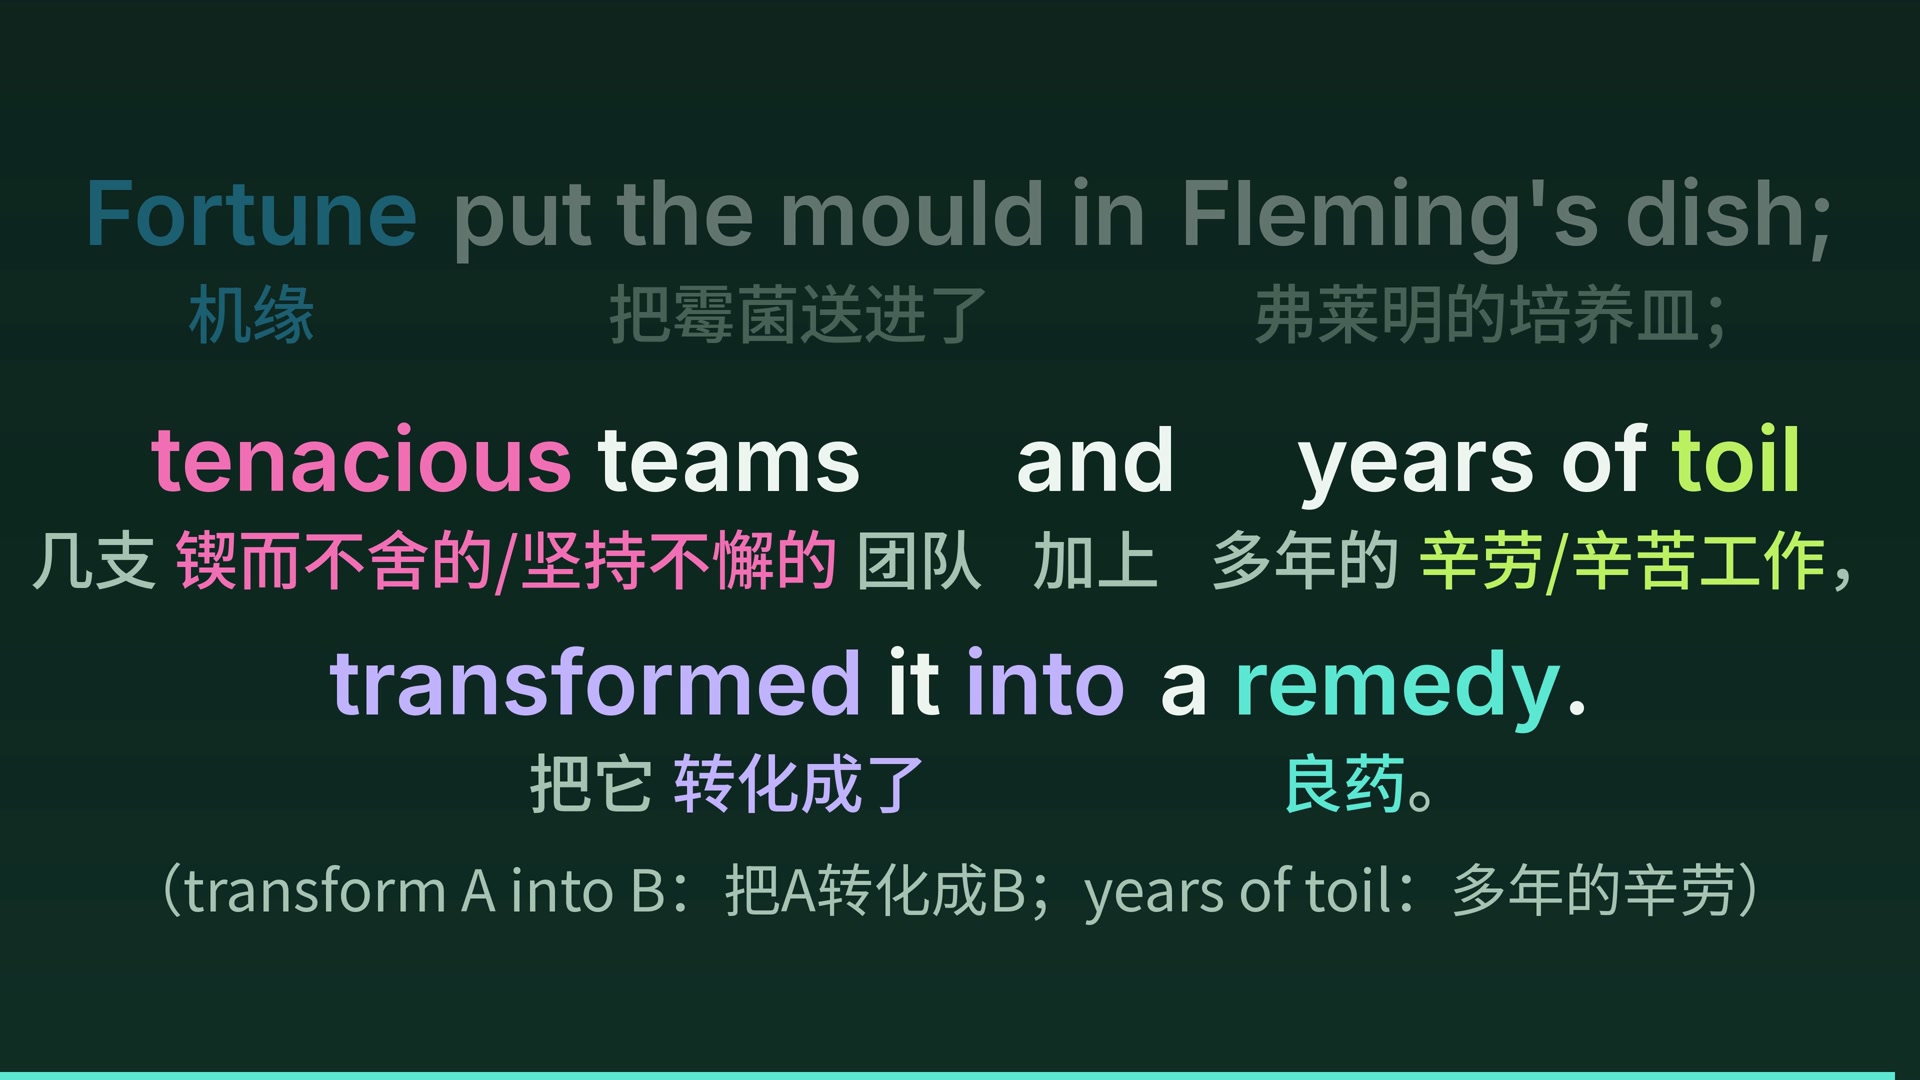 Fortune put the mould in Fleming's dish;
机缘 把霉菌送进了 弗莱明的培养皿；
tenacious teams and years of toil
几支 锲而不舍的/坚持不懈的 团队 加上 多年的 辛劳/辛苦工作，
transformed it into a remedy.
把它 转化成了 良药。
（transform A into B：把A转化成B；years of toil：多年的辛劳）